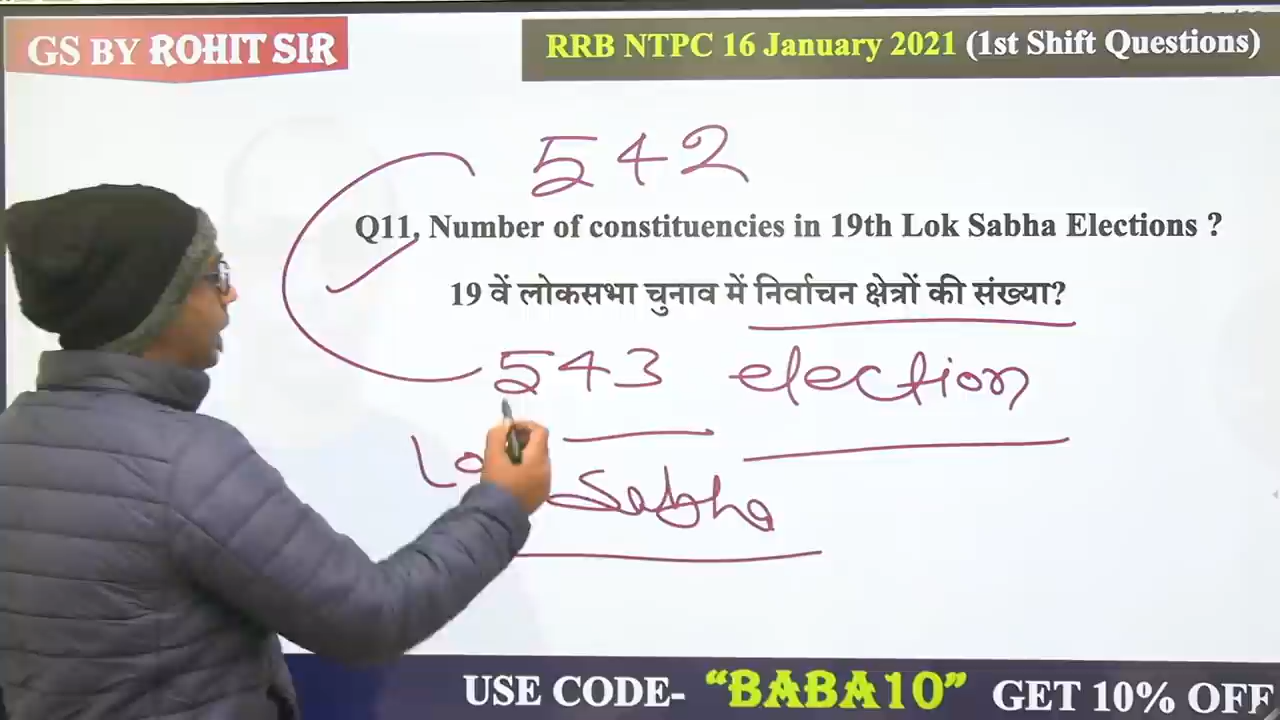 GS BY ROHIT SIR
RRB NTPC 16 January 2021 (1st Shift Questions)
542
Q11, Number of constituencies in 19th Lok Sabha Elections ?
19 वें लोकसभा चुनाव में निर्वाचन क्षेत्रों की संख्या?
543 election
Sabha
USE CODE- “BABA10” GET 10% OFF